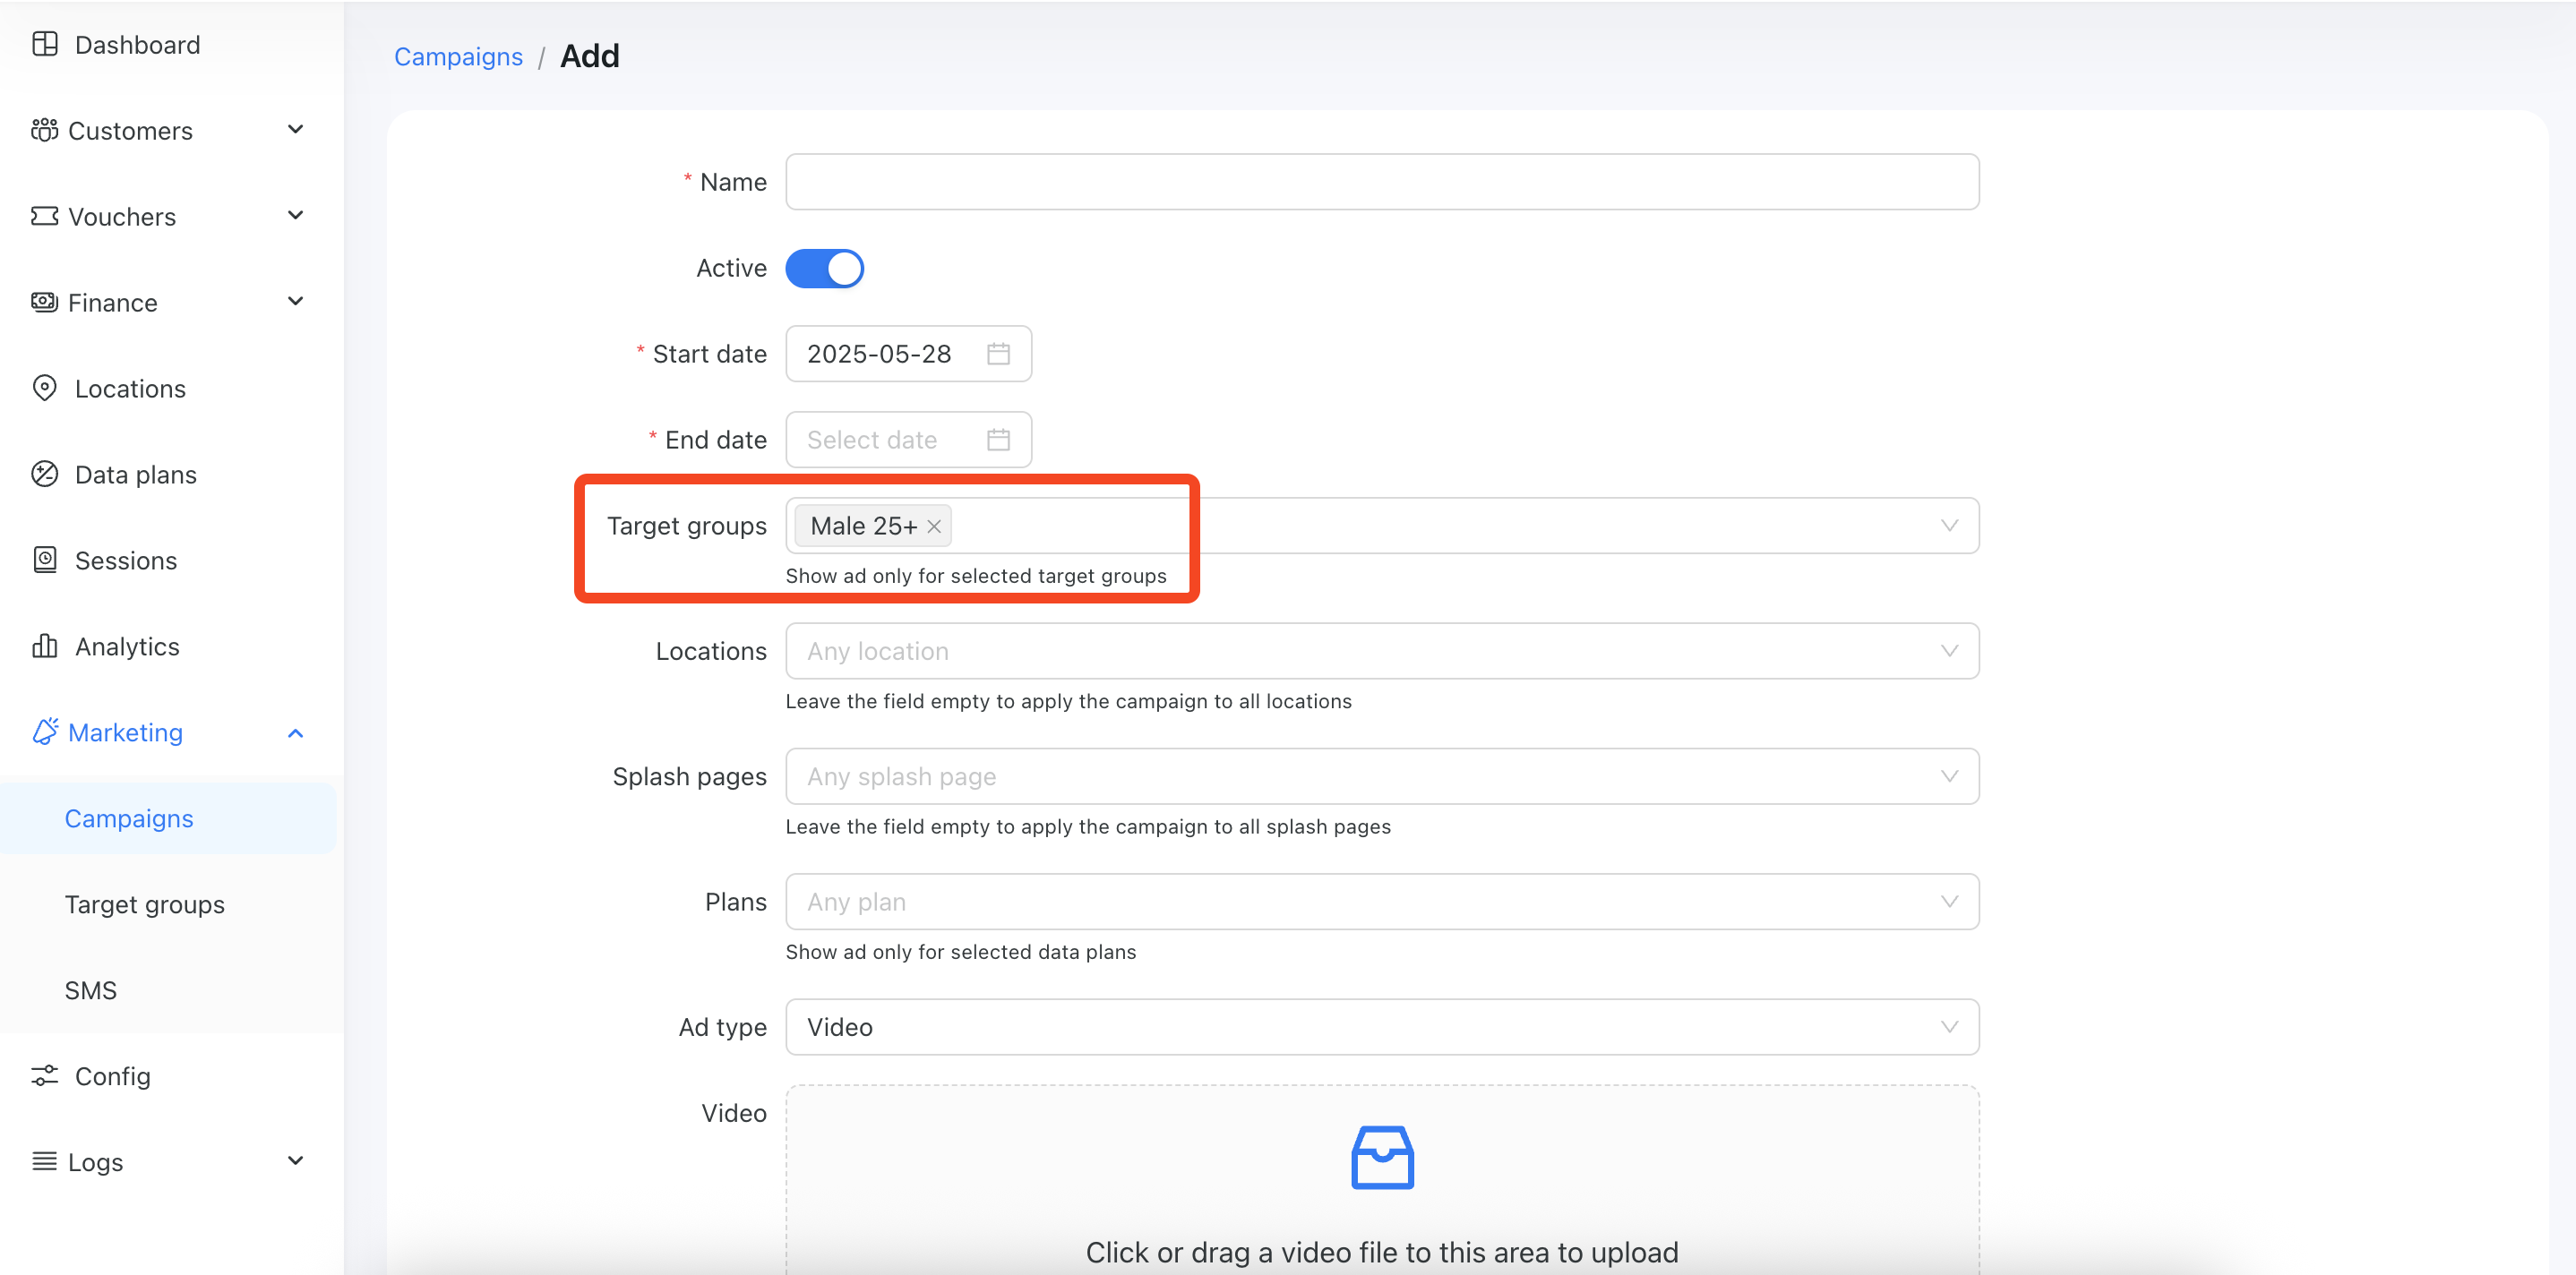 Dashboard
Customers
Vouchers
Finance
Locations
Data plans
Sessions
Analytics
Marketing
Campaigns
Target groups
SMS
Config
Logs
Campaigns / Add
* Name
Active
* Start date 2025-05-28
* End date Select date
Target groups Male 25+
Show ad only for selected target groups
Locations Any location
Leave the field empty to apply the campaign to all locations
Splash pages Any splash page
Leave the field empty to apply the campaign to all splash pages
Plans Any plan
Show ad only for selected data plans
Ad type Video
Video
Click or drag a video file to this area to upload